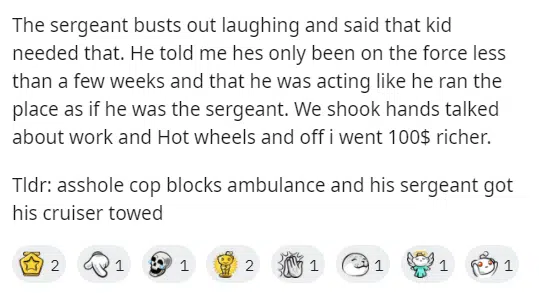 The sergeant busts out laughing and said that kid
needed that. He told me hes only been on the force less
than a few weeks and that he was acting like he ran the
place as if he was the sergeant. We shook hands talked
about work and Hot wheels and off i went 100$ richer.
Tldr: asshole cop blocks ambulance and his sergeant got
his cruiser towed
2 1 1 2 1 1 1 1